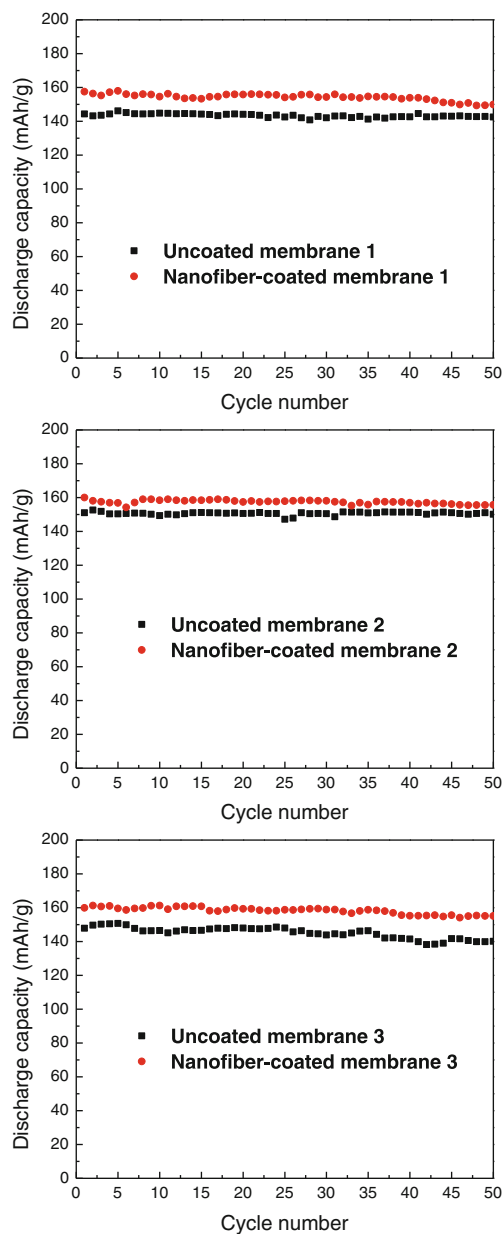 200
180
160
140
120
100
80
60
40
20
0
Discharge capacity (mAh/g)
Uncoated membrane 1
Nanofiber-coated membrane 1
0 5 10 15 20 25 30 35 40 45 50
Cycle number
200
180
160
140
120
100
80
60
40
20
0
Discharge capacity (mAh/g)
Uncoated membrane 2
Nanofiber-coated membrane 2
0 5 10 15 20 25 30 35 40 45 50
Cycle number
200
180
160
140
120
100
80
60
40
20
0
Discharge capacity (mAh/g)
Uncoated membrane 3
Nanofiber-coated membrane 3
0 5 10 15 20 25 30 35 40 45 50
Cycle number